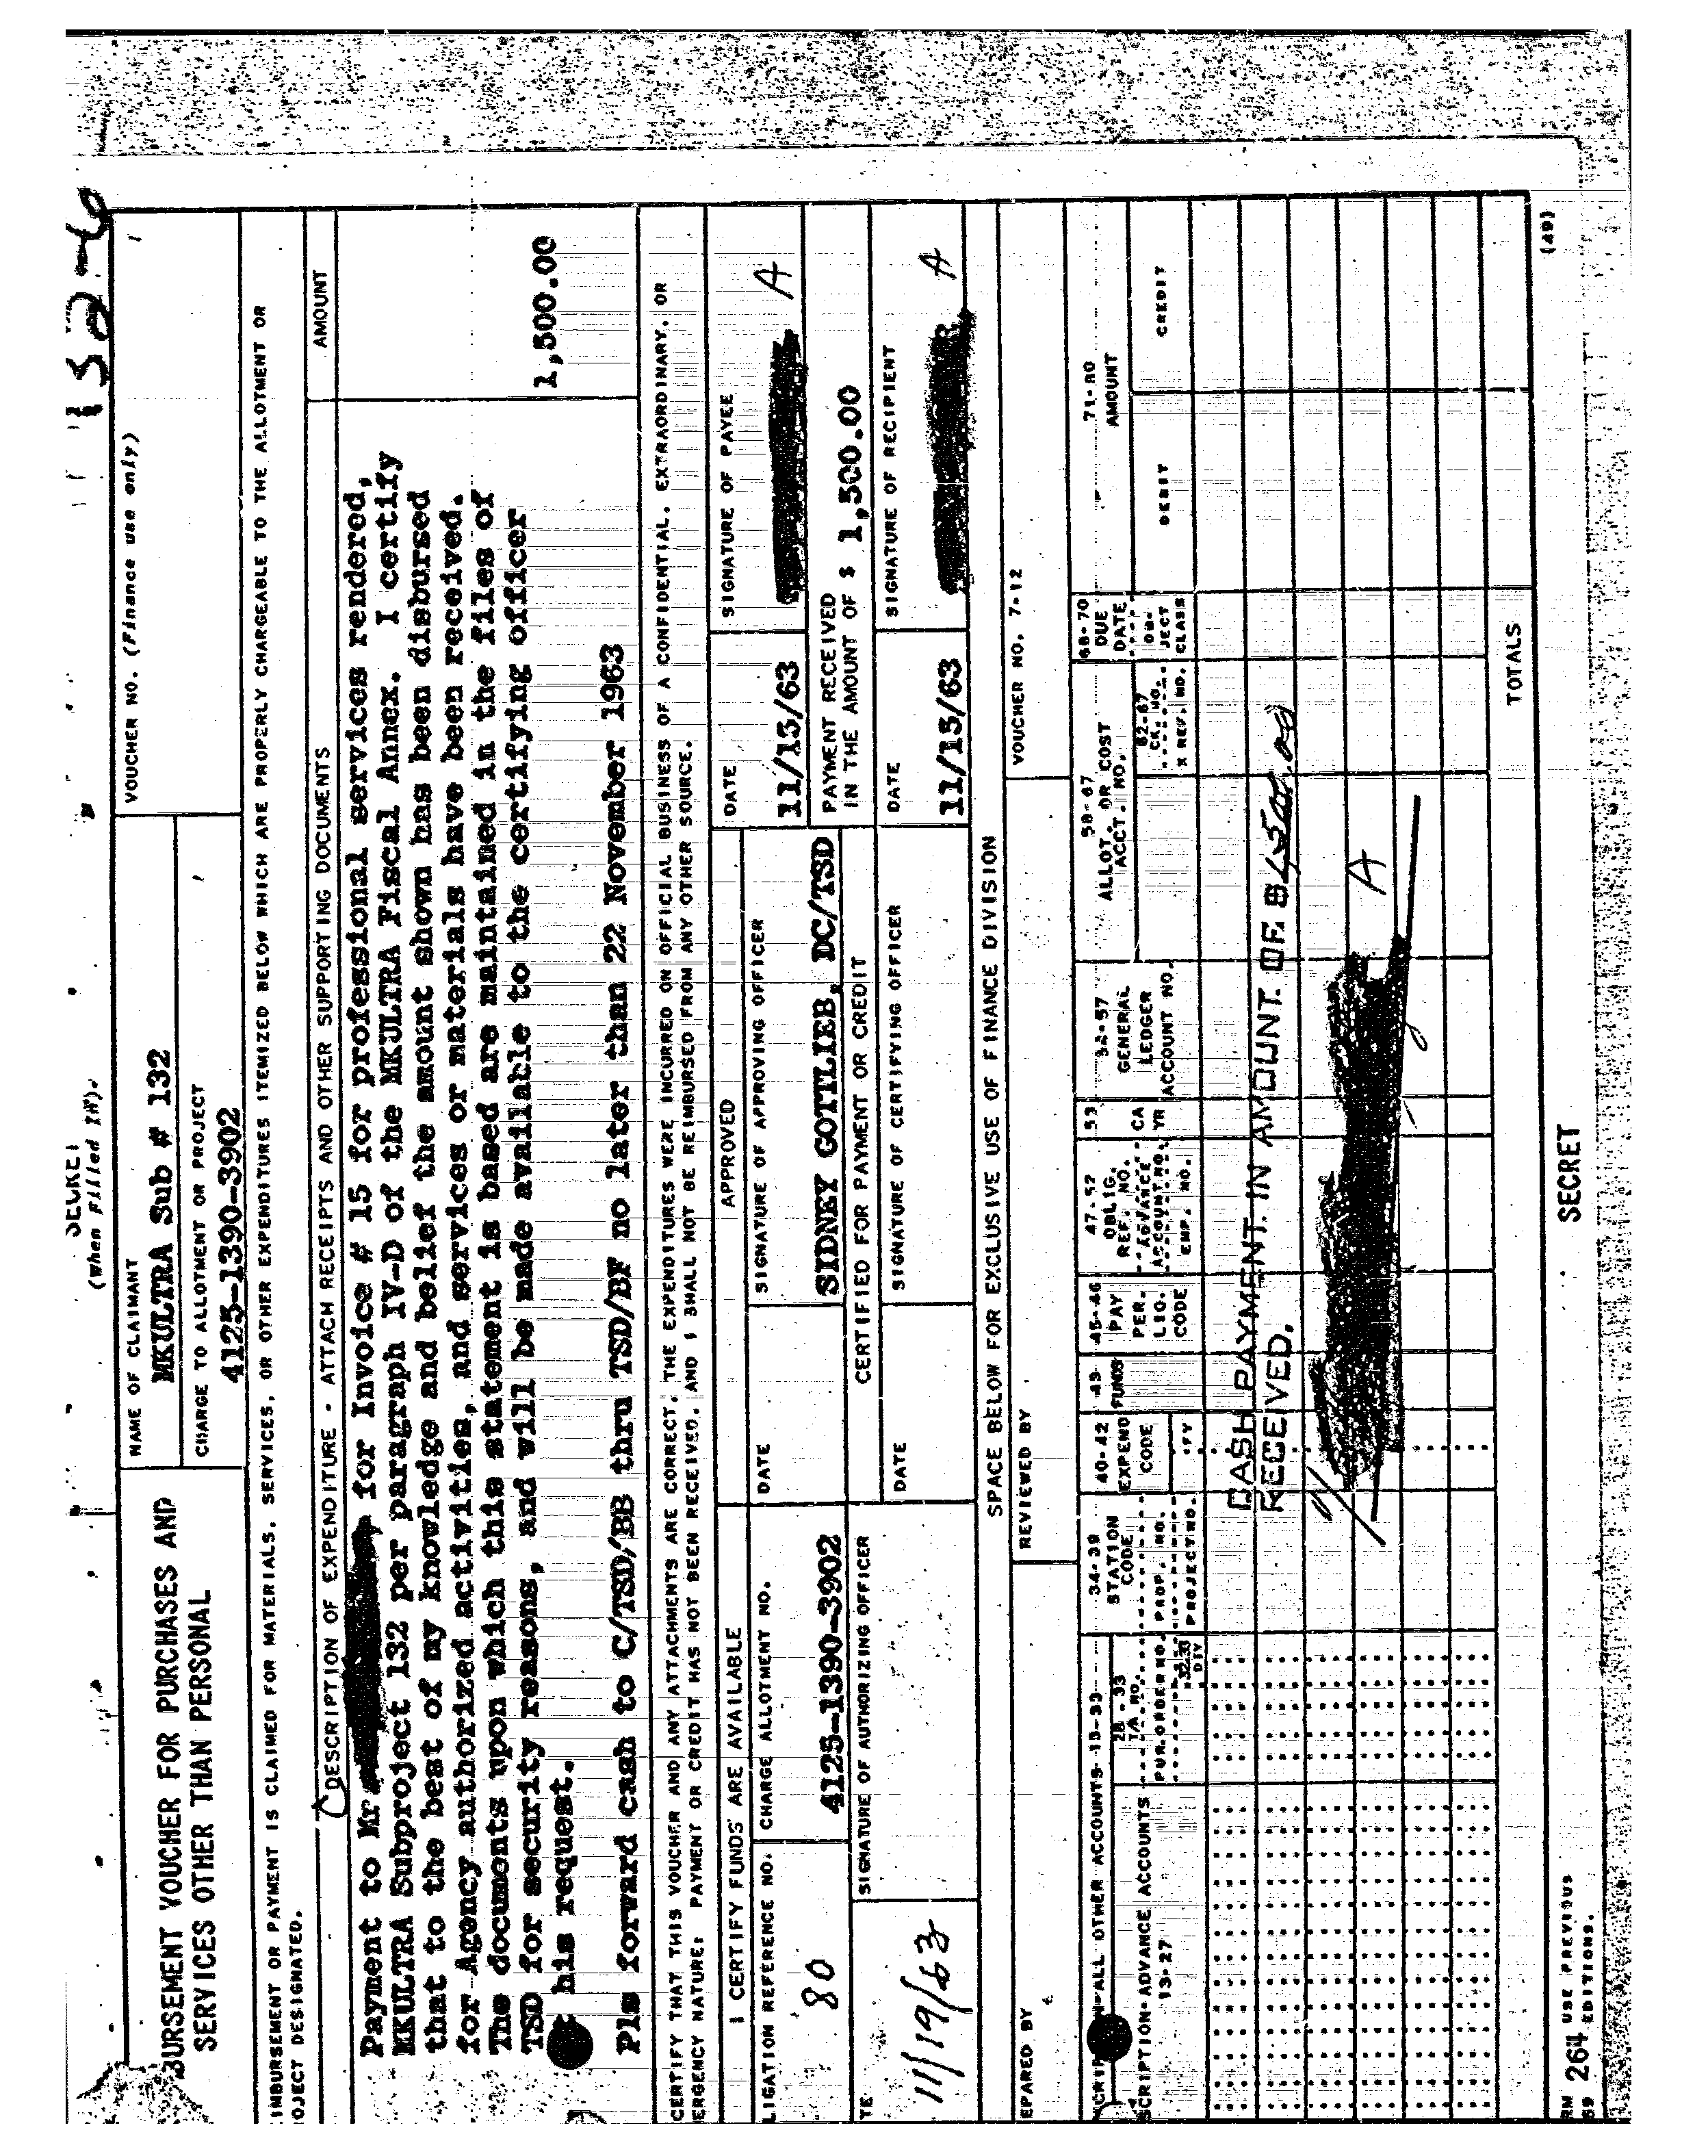 132-6
SECRET
(When Filled In)
BURSEMENT VOUCHER FOR PURCHASES AND
SERVICES OTHER THAN PERSONAL
NAME OF CLAIMANT
MKULTRA Sub # 132
VOUCHER NO. (Finance use only)
CHARGE TO ALLOTMENT OR PROJECT
4125-1390-3902
IMBURSEMENT OR PAYMENT IS CLAIMED FOR MATERIALS, SERVICES, OR OTHER EXPENDITURES ITEMIZED BELOW WHICH ARE PROPERLY CHARGEABLE TO THE ALLOTMENT OR
OJECT DESIGNATED.
DESCRIPTION OF EXPENDITURE - ATTACH RECEIPTS AND OTHER SUPPORTING DOCUMENTS
AMOUNT
Payment to Mr for Invoice # 15 for professional services rendered,
MKULTRA Subproject 132 per paragraph IV-D of the MKULTRA Fiscal Annex. I certify
that to the best of my knowledge and belief the amount shown has been disbursed
for Agency authorized activities, and services or materials have been received.
The documents upon which this statement is based are maintained in the files of
TSD for security reasons, and will be made available to the certifying officer
his request.
1,500.00
Pls forward cash to C/TSD/BB thru TSD/BF no later than 22 November 1963
CERTIFY THAT THIS VOUCHER AND ANY ATTACHMENTS ARE CORRECT, THE EXPENDITURES WERE INCURRED ON OFFICIAL BUSINESS OF A CONFIDENTIAL, EXTRAORDINARY, OR
ERGENCY NATURE; PAYMENT OR CREDIT HAS NOT BEEN RECEIVED, AND I SHALL NOT BE REIMBURSED FROM ANY OTHER SOURCE.
I CERTIFY FUNDS ARE AVAILABLE
APPROVED
DATE
11/13/63
SIGNATURE OF PAYEE
A
LIGATION REFERENCE NO.
80
CHARGE ALLOTMENT NO.
4125-1390-3902
DATE
SIGNATURE OF APPROVING OFFICER
SIDNEY GOTTLIEB, DC/TSD
PAYMENT RECEIVED
IN THE AMOUNT OF $ 1,500.00
TE
11/19/63
SIGNATURE OF AUTHORIZING OFFICER
CERTIFIED FOR PAYMENT OR CREDIT
DATE
SIGNATURE OF CERTIFYING OFFICER
DATE
11/15/63
SIGNATURE OF RECIPIENT
A
SPACE BELOW FOR EXCLUSIVE USE OF FINANCE DIVISION
EPARED BY
REVIEWED BY
VOUCHER NO. 7-12
ALL OTHER ACCOUNTS 13-33
SCRIPTION-ADVANCE ACCOUNTS
13-27
28 - 33
T/A NO.
PUR.ORDER NO.
32-33
DIV
34-39
STATION
CODE
PROP. NO.
PROJECT NO.
40-42
EXPEND
CODE
FY
43
FUNDS
45-46
PAY
PER.
LIQ.
CODE
47-52
OBLIG.
REF. NO.
ADVANCE
ACCOUNT NO.
EMP. NO.
53
CA
YR
52-57
GENERAL
LEDGER
ACCOUNT NO.
58-67
ALLOT. OR COST
ACCT. NO.
62-67
CK. NO.
X REF. NO.
68-70
DUE
DATE
OB-
JECT
CLASS
71-80
AMOUNT
DEBIT
CREDIT
CASH PAYMENT IN AMOUNT OF $ 1,500.00
RECEIVED.
A
TOTALS
RM 264 USE PREVIOUS
59 EDITIONS.
SECRET
(49)